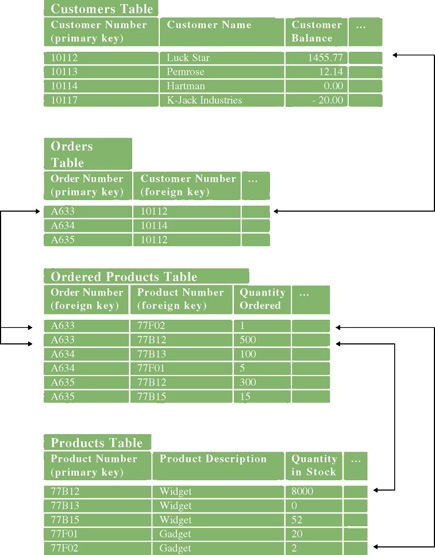 Customers Table
Customer Number Customer Name Customer …
(primary key) Balance
10112 Luck Star 1455.77
10113 Pemrose 12.14
10114 Hartman 0.00
10117 K-Jack Industries - 20.00
Orders
Table
Order Number Customer Number …
(primary key) (foreign key)
A633 10112
A634 10114
A635 10112
Ordered Products Table
Order Number Product Number Quantity …
(foreign key) (foreign key) Ordered
A633 77F02 1
A633 77B12 500
A634 77B13 100
A634 77F01 5
A635 77B12 300
A635 77B15 15
Products Table
Product Number Product Description Quantity …
(primary key) in Stock
77B12 Widget 8000
77B13 Widget 0
77B15 Widget 52
77F01 Gadget 20
77F02 Gadget 2